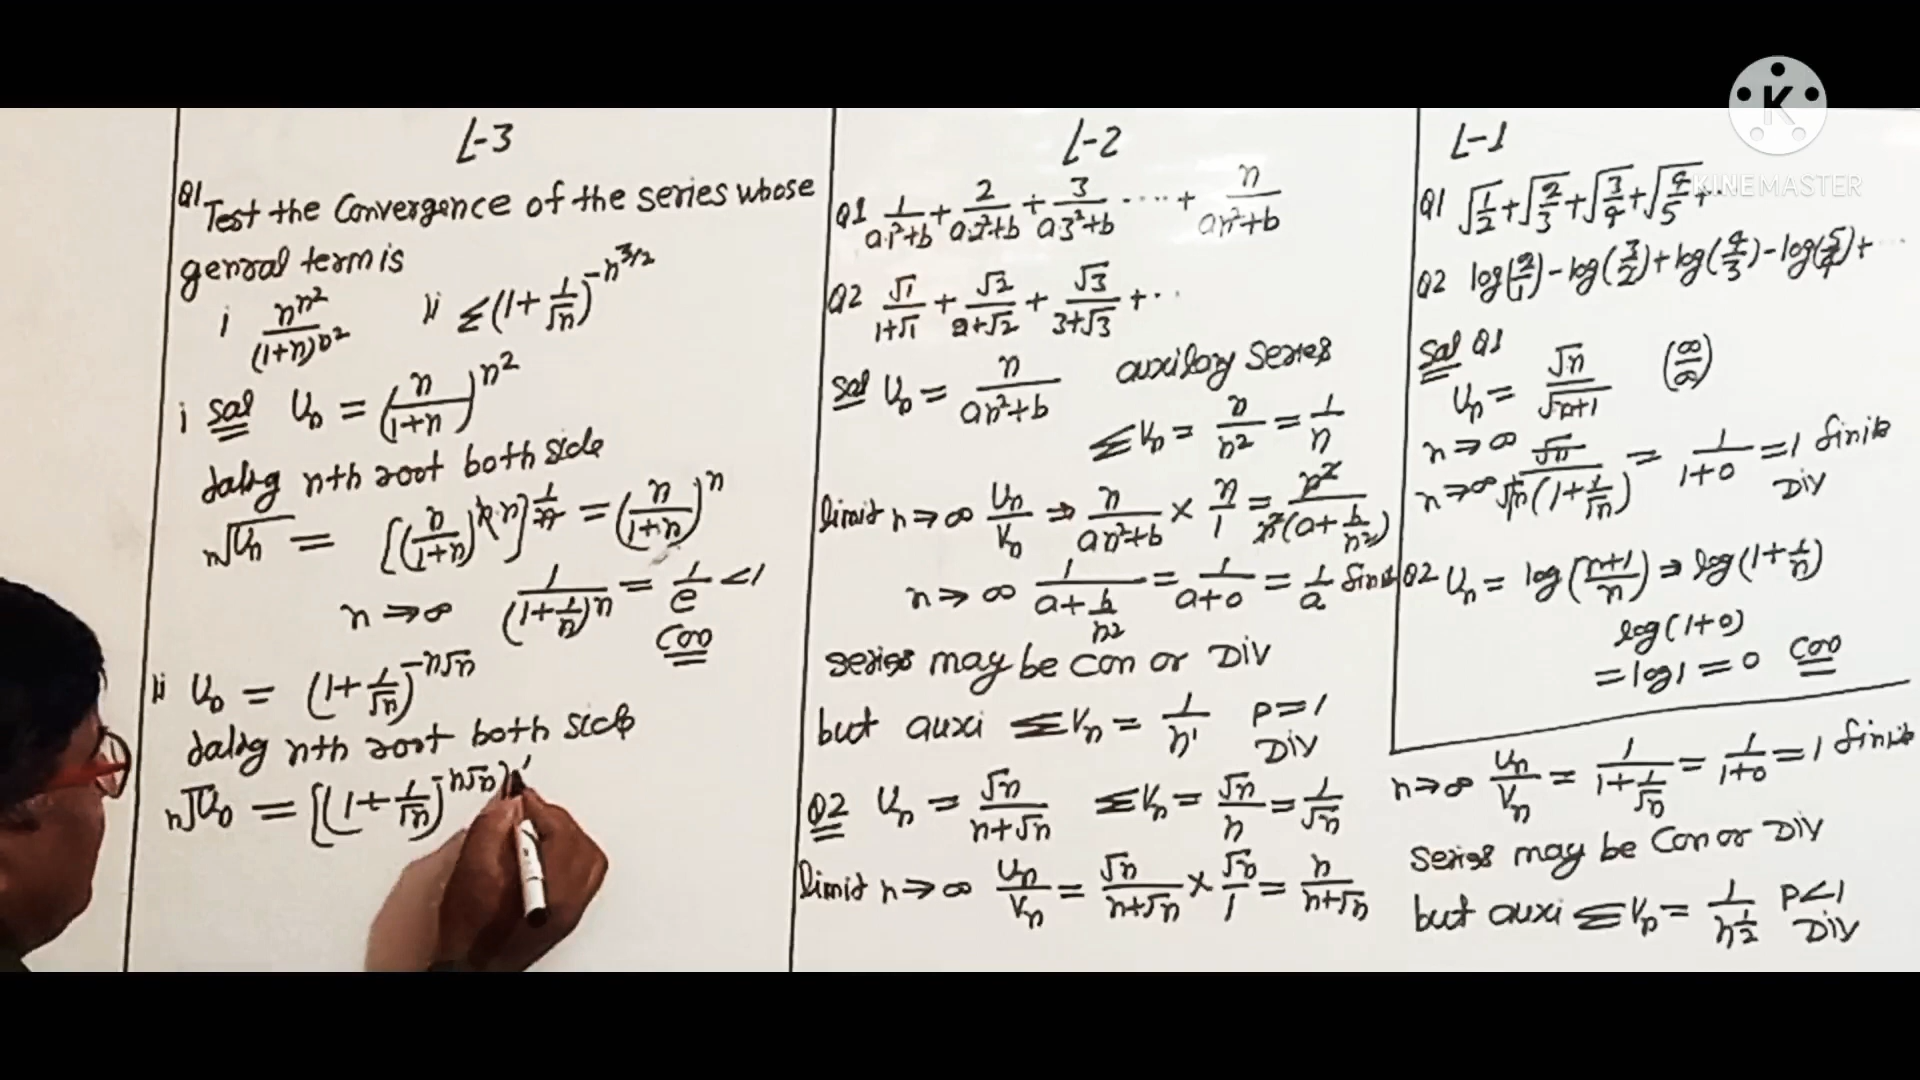 L-3
Q1 Test the Convergence of the series whose
genral term is
i n^n² / (1+n)^n² ii Σ(1+1/√n)^-n^3/2
i Sol Un = (n/1+n)^n²
nth root both side
n√Un = [(n/1+n)^n·n]^1/n = (n/1+n)^n
n→∞ 1/(1+1/n)^n = 1/e <1
Con
ii Un = (1+1/√n)^-n√n
nth root both side
n√Un = [(1+1/√n)^-n√n]
L-2
Q1 1/a.1²+b + 2/a.2²+b + 3/a.3²+b ..... + n/an²+b
Q2 √1/1+√1 + √2/2+√2 + √3/3+√3 + ..
Sol Un = n/an²+b auxilary series
ΣVn = n/n² = 1/n
limit n→∞ Un/Vn ⇒ n/an²+b × n/1 = n²/n²(a+b/n²)
n→∞ 1/a+b/n² = 1/a+0 = 1/a finit
series may be Con or Div
but auxi ΣVn = 1/n¹ P=1
Div
Q2 Un = √n/n+√n ΣVn = √n/n = 1/√n
limit n→∞ Un/Vn = √n/n+√n × √n/1 = n/n+√n
L-1
Q1 √1/2 + √2/3 + √3/4 + √4/5 + ..
Q2 log(2/1) - log(3/2) + log(4/3) - log(5/4) + ...
Sol Q1
Un = √n/√n+1
n→∞
n→∞ √n/√n(1+1/√n) = 1/1+0 = 1 finite
Div
Q2 Un = log(n+1/n) ⇒ log(1+1/n)
log(1+0)
= log1 = 0 Con
n→∞ Un/Vn = 1/1+1/√n = 1/1+0 = 1 finite
series may be Con or Div
but auxi ΣVn = 1/n^1/2 P<1
Div
K
KINEMASTER